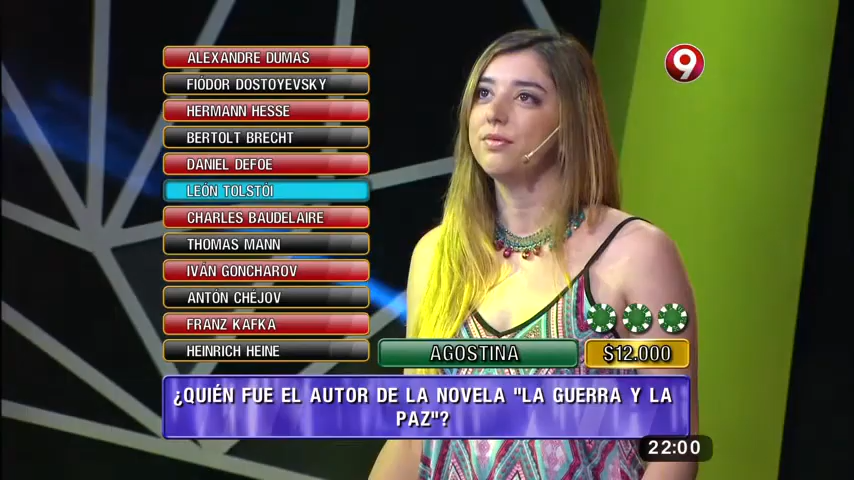 ALEXANDRE DUMAS
FIÓDOR DOSTOYEVSKY
HERMANN HESSE
BERTOLT BRECHT
DANIEL DEFOE
LEÓN TOLSTÓI
CHARLES BAUDELAIRE
THOMAS MANN
IVÁN GONCHAROV
ANTÓN CHÉJOV
FRANZ KAFKA
HEINRICH HEINE
9
AGOSTINA
$12.000
¿QUIÉN FUE EL AUTOR DE LA NOVELA "LA GUERRA Y LA
PAZ"?
22:00